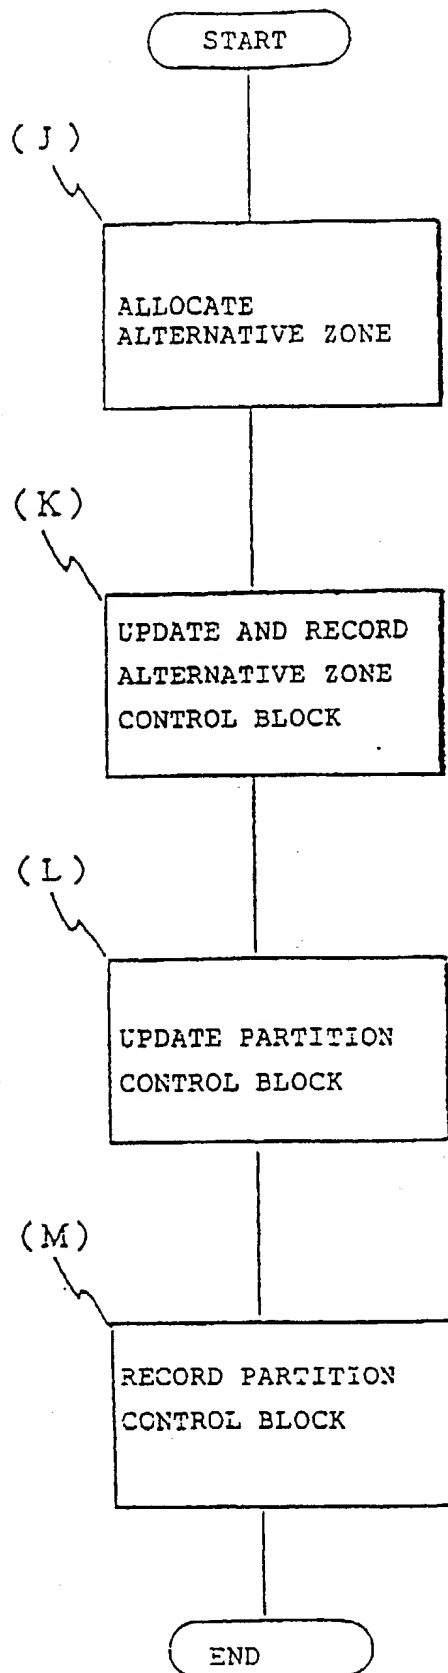 START
(J)
ALLOCATE
ALTERNATIVE ZONE
(K)
UPDATE AND RECORD
ALTERNATIVE ZONE
CONTROL BLOCK
(L)
UPDATE PARTITION
CONTROL BLOCK
(M)
RECORD PARTITION
CONTROL BLOCK
END